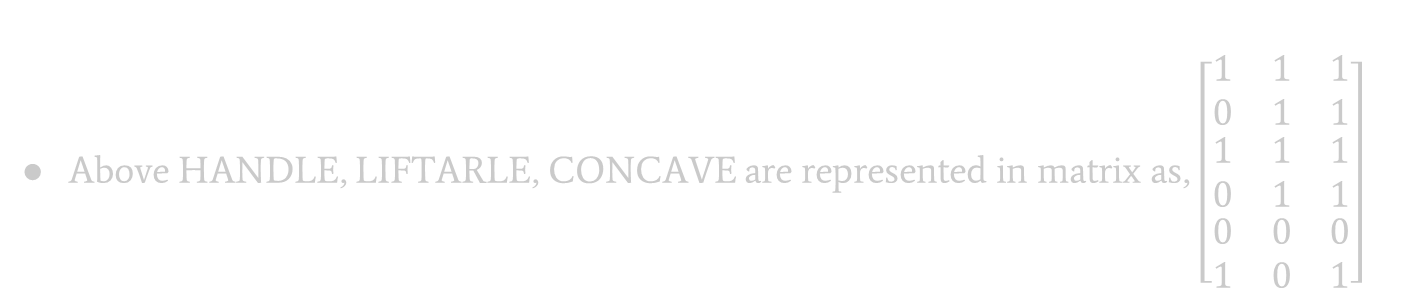 1 1 1
0 1 1
1 1 1
• Above HANDLE, LIFTARLE, CONCAVE are represented in matrix as,
0 1 1
0 0 0
1 0 1